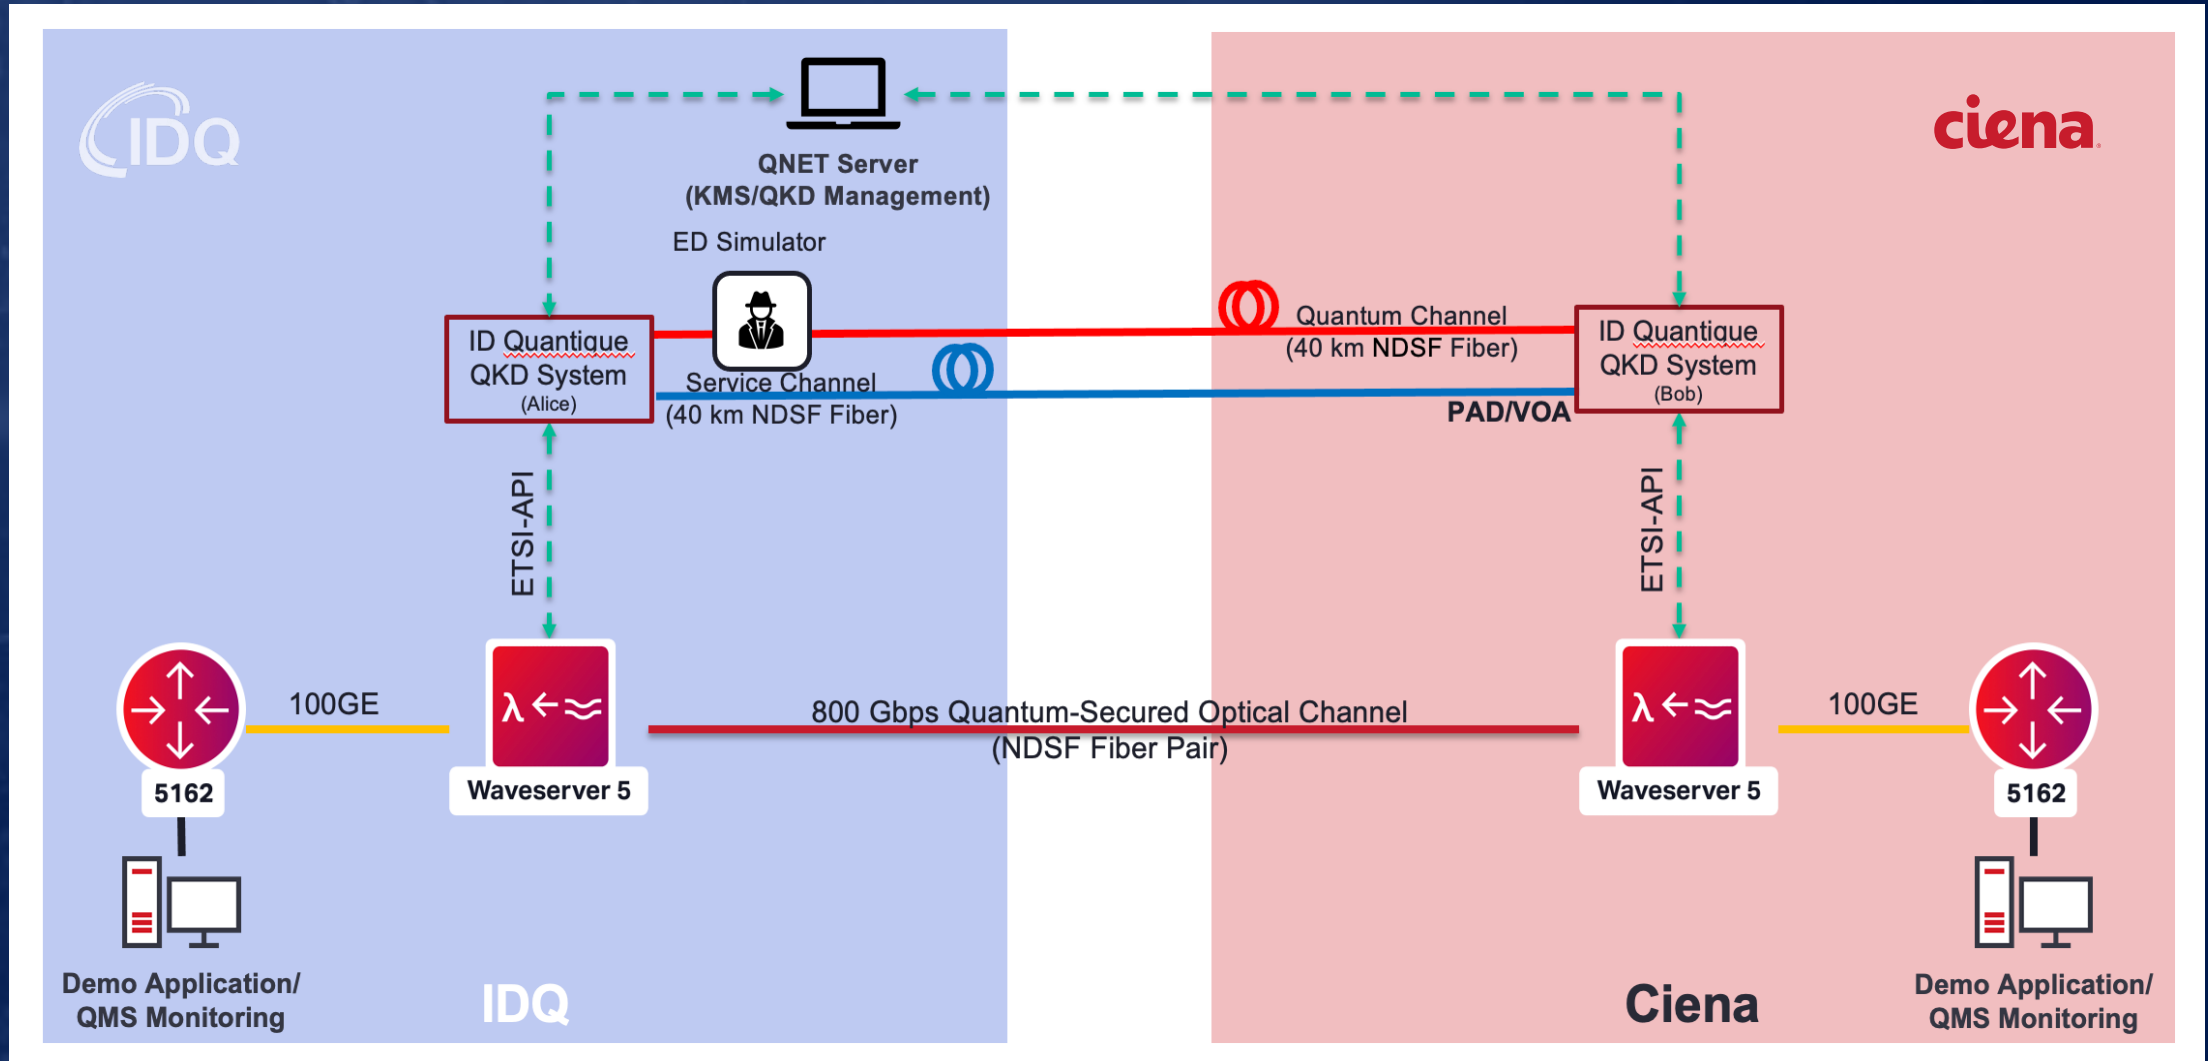 IDQ
ciena
QNET Server
(KMS/QKD Management)
ED Simulator
ID Quantique
QKD System
(Alice)
Service Channel
(40 km NDSF Fiber)
Quantum Channel
(40 km NDSF Fiber)
PAD/VOA
ID Quantique
QKD System
(Bob)
ETSI-API
ETSI-API
100GE
λ
800 Gbps Quantum-Secured Optical Channel
(NDSF Fiber Pair)
λ
100GE
5162
Waveserver 5
Waveserver 5
5162
Demo Application/
QMS Monitoring
IDQ
Ciena
Demo Application/
QMS Monitoring